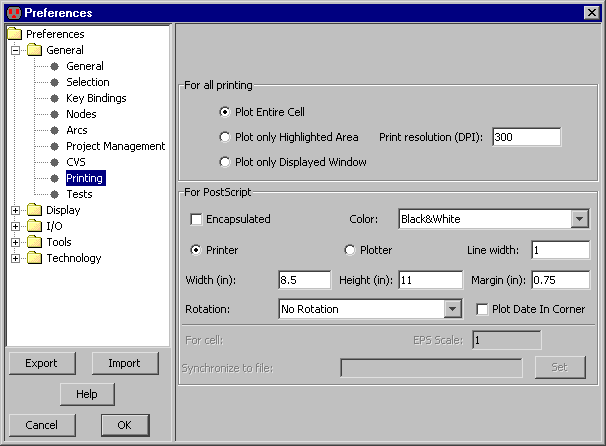 Preferences
Preferences
General
General
Selection
Key Bindings
Nodes
Arcs
Project Management
CVS
Printing
Tests
Display
I/O
Tools
Technology
Export Import
Help
Cancel OK
For all printing
Plot Entire Cell
Plot only Highlighted Area Print resolution (DPI): 300
Plot only Displayed Window
For PostScript
Encapsulated Color: Black&White
Printer Plotter Line width: 1
Width (in): 8.5 Height (in): 11 Margin (in): 0.75
Rotation: No Rotation Plot Date In Corner
For cell: EPS Scale: 1
Synchronize to file: Set